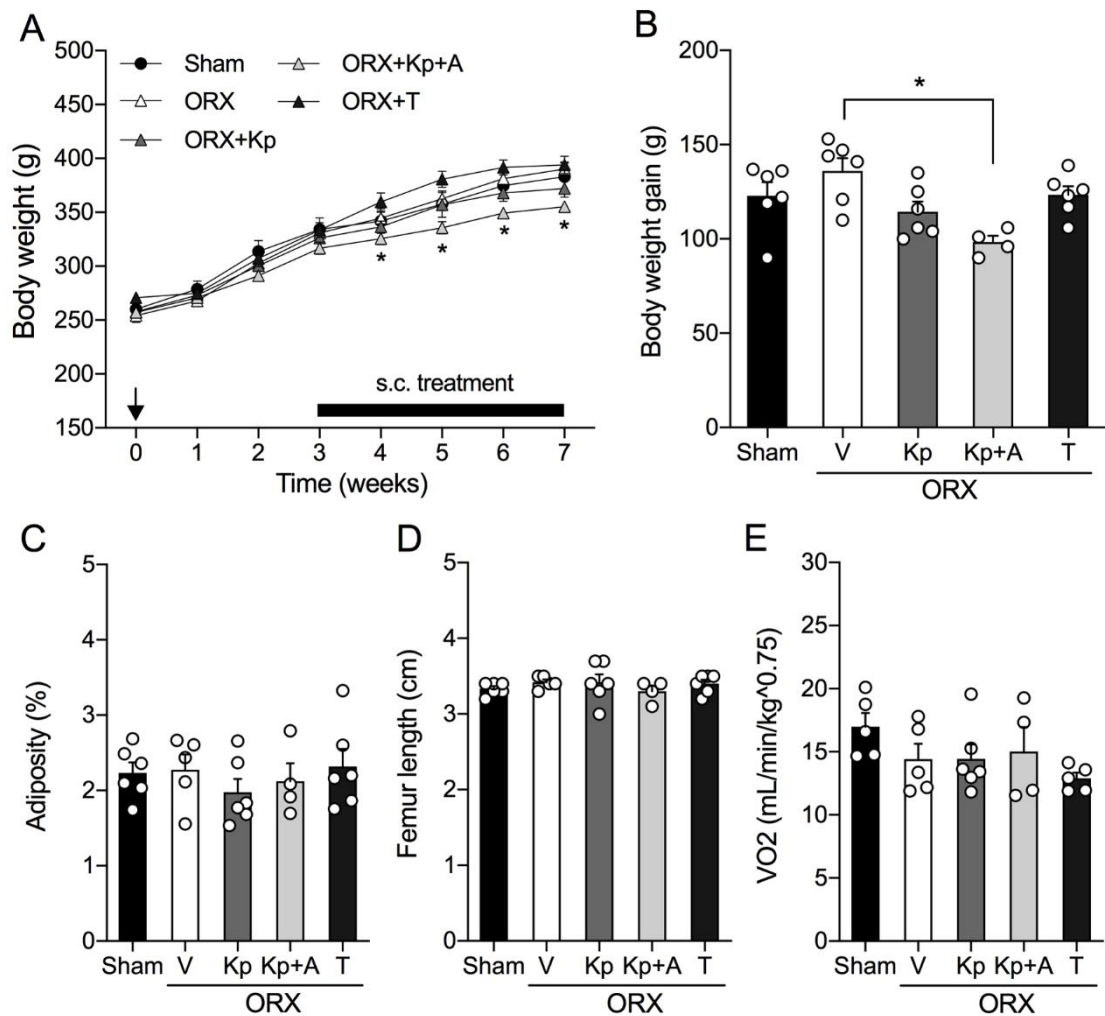 A
500
450
400
350
300
250
200
150
Body weight (g)
Sham
ORX
ORX+Kp
ORX+Kp+A
ORX+T
* * * *
s.c. treatment
0 1 2 3 4 5 6 7
Time (weeks)
B
200
150
100
50
0
Body weight gain (g)
*
Sham V Kp Kp+A T
ORX
C
5
4
3
2
1
0
Adiposity (%)
Sham V Kp Kp+A T
ORX
D
5
4
3
2
1
0
Femur length (cm)
Sham V Kp Kp+A T
ORX
E
30
25
20
15
10
5
0
VO2 (mL/min/kg^0.75)
Sham V Kp Kp+A T
ORX